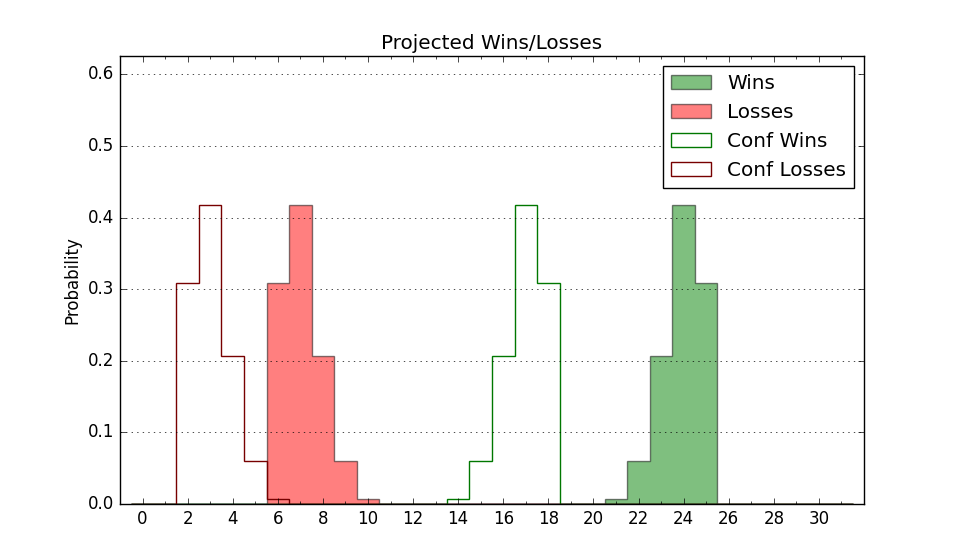 Projected Wins/Losses
Wins
Losses
Conf Wins
Conf Losses
Probability
0.6
0.5
0.4
0.3
0.2
0.1
0.0
0 2 4 6 8 10 12 14 16 18 20 22 24 26 28 30